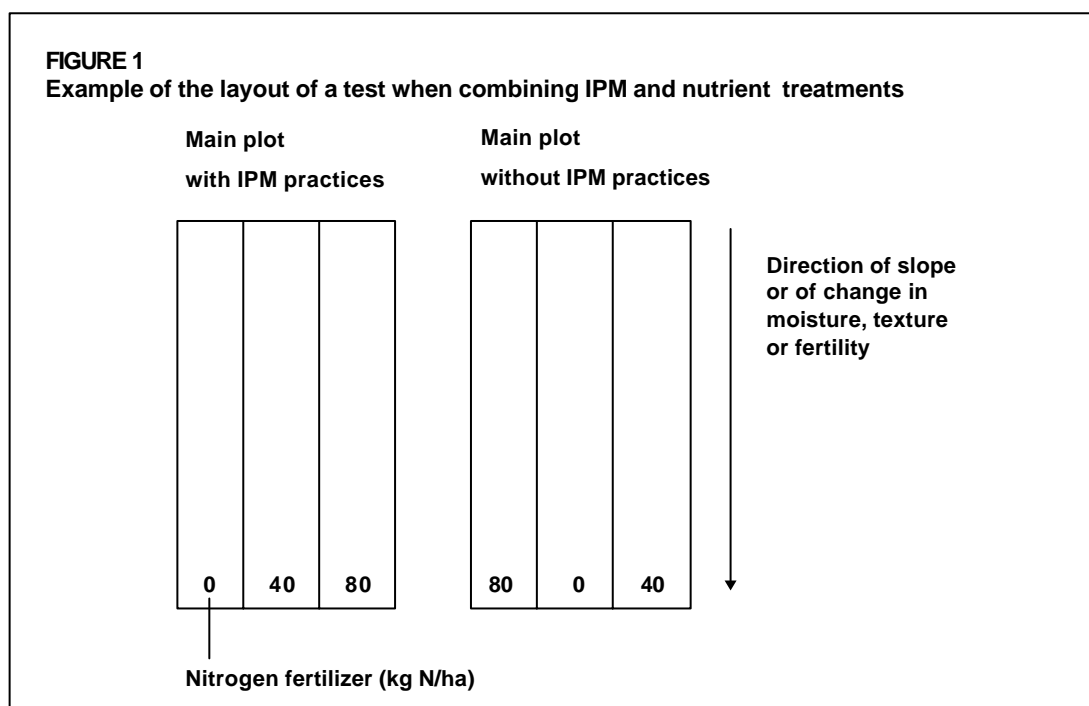 FIGURE 1
Example of the layout of a test when combining IPM and nutrient treatments
Main plot
with IPM practices
Main plot
without IPM practices
Direction of slope
or of change in
moisture, texture
or fertility
0 40 80
80 0 40
Nitrogen fertilizer (kg N/ha)